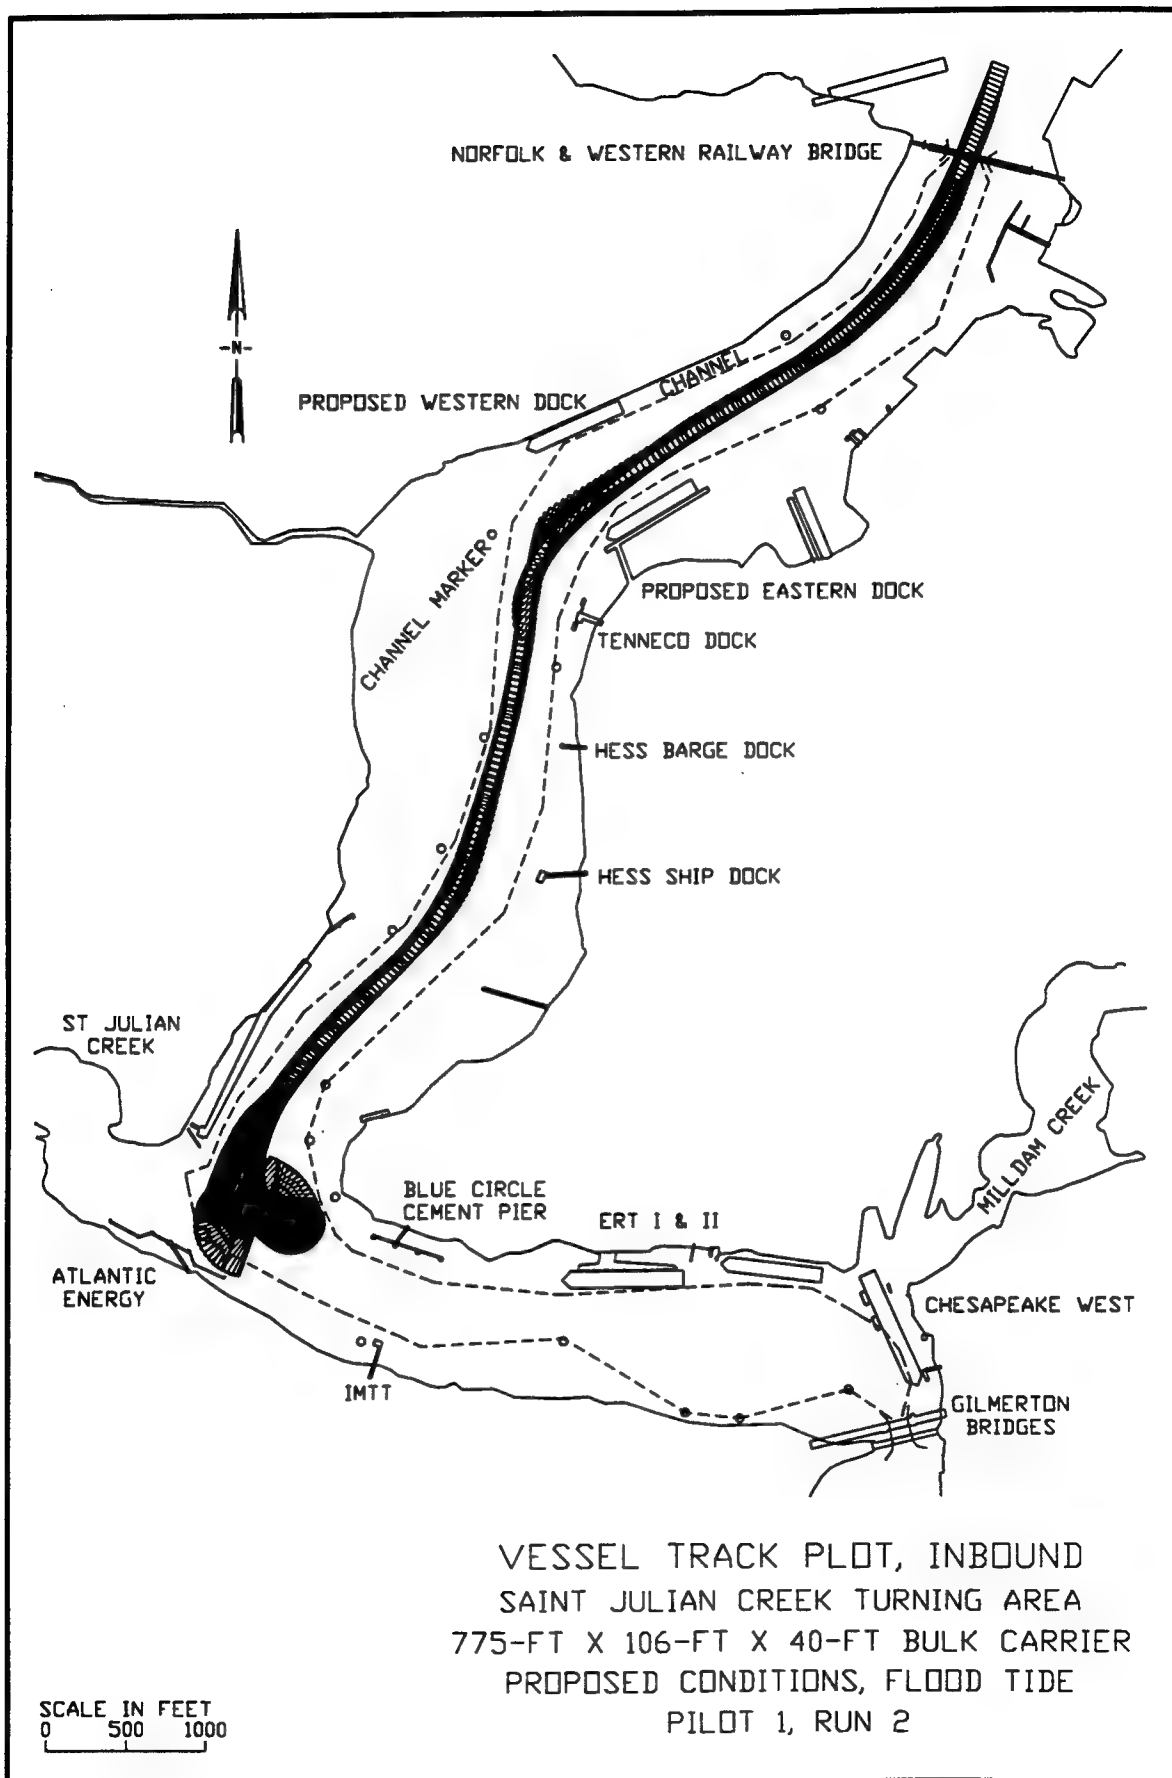 NORFOLK & WESTERN RAILWAY BRIDGE
-N-
CHANNEL
PROPOSED WESTERN DOCK
CHANNEL MARKER
PROPOSED EASTERN DOCK
TENNECO DOCK
HESS BARGE DOCK
HESS SHIP DOCK
ST JULIAN
CREEK
MILLDAM CREEK
BLUE CIRCLE
CEMENT PIER
ERT I & II
ATLANTIC
ENERGY
CHESAPEAKE WEST
IMTT
GILMERTON
BRIDGES
VESSEL TRACK PLOT, INBOUND
SAINT JULIAN CREEK TURNING AREA
775-FT X 106-FT X 40-FT BULK CARRIER
PROPOSED CONDITIONS, FLOOD TIDE
PILOT 1, RUN 2
SCALE IN FEET
0 500 1000